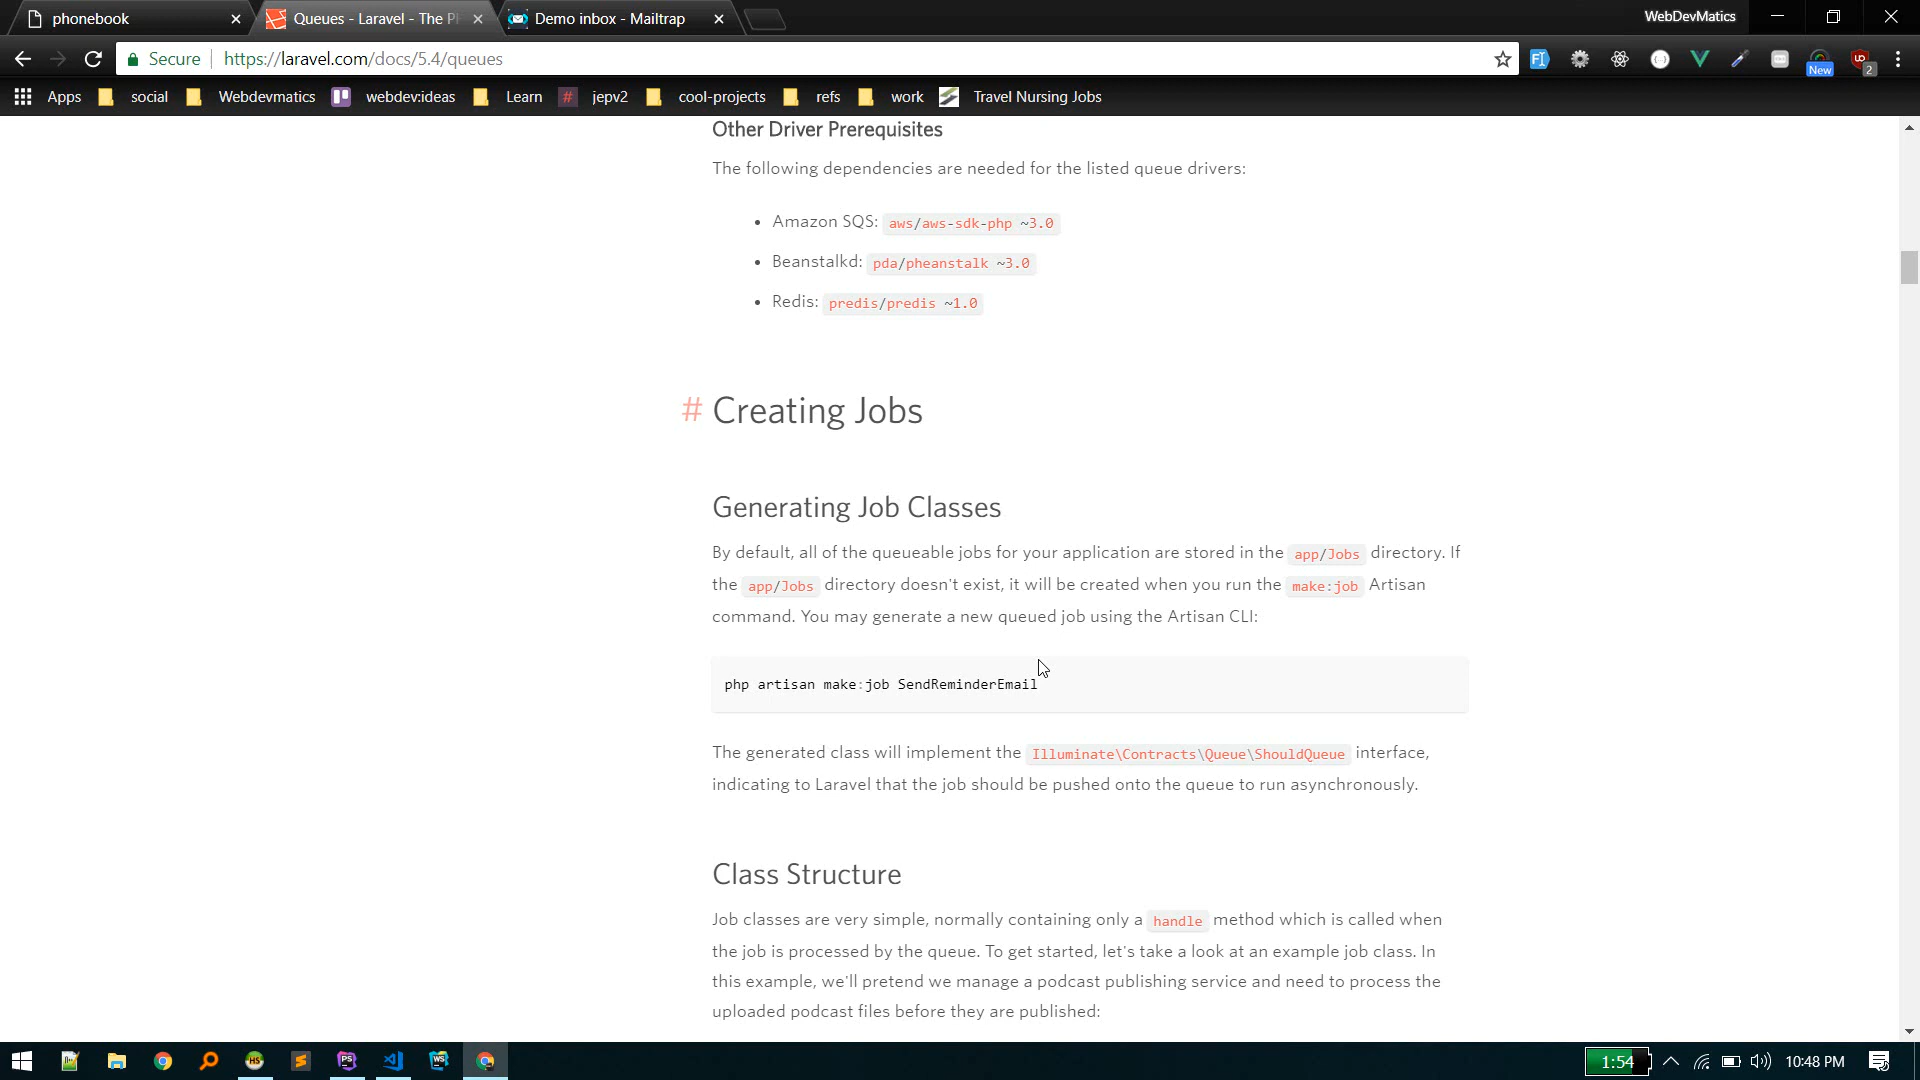 phonebook
Queues - Laravel - The P
Demo inbox - Mailtrap
WebDevMatics
Secure
https://laravel.com/docs/5.4/queues
New
2
Apps
social
Webdevmatics
webdev:ideas
Learn
# jepv2
cool-projects
refs
work
Travel Nursing Jobs
Other Driver Prerequisites
The following dependencies are needed for the listed queue drivers:
• Amazon SQS: aws/aws-sdk-php ~3.0
• Beanstalkd: pda/pheanstalk ~3.0
• Redis: predis/predis ~1.0
# Creating Jobs
Generating Job Classes
By default, all of the queueable jobs for your application are stored in the app/Jobs directory. If
the app/Jobs directory doesn't exist, it will be created when you run the make:job Artisan
command. You may generate a new queued job using the Artisan CLI:
php artisan make:job SendReminderEmail
The generated class will implement the Illuminate\Contracts\Queue\ShouldQueue interface,
indicating to Laravel that the job should be pushed onto the queue to run asynchronously.
Class Structure
Job classes are very simple, normally containing only a handle method which is called when
the job is processed by the queue. To get started, let's take a look at an example job class. In
this example, we'll pretend we manage a podcast publishing service and need to process the
uploaded podcast files before they are published:
HS
PS
WS
1:54
10:48 PM